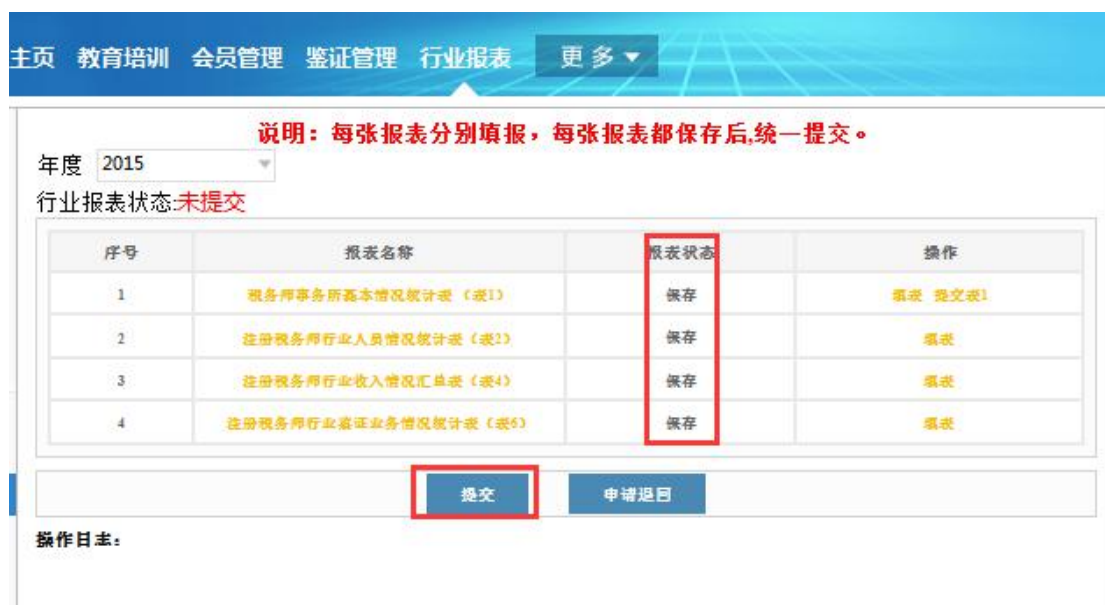 主页 教育培训 会员管理 鉴证管理 行业报表 更多
说明：每张报表分别填报，每张报表都保存后,统一提交。
年度 2015
行业报表状态:未提交
序号 报表名称 报表状态 操作
1 税务师事务所基本情况统计表（表1） 保存 填表 提交表1
2 注册税务师行业人员情况统计表（表2） 保存 填表
3 注册税务师行业收入情况汇总表（表4） 保存 填表
4 注册税务师行业鉴证业务情况统计表（表6） 保存 填表
提交 申请退回
操作日志：